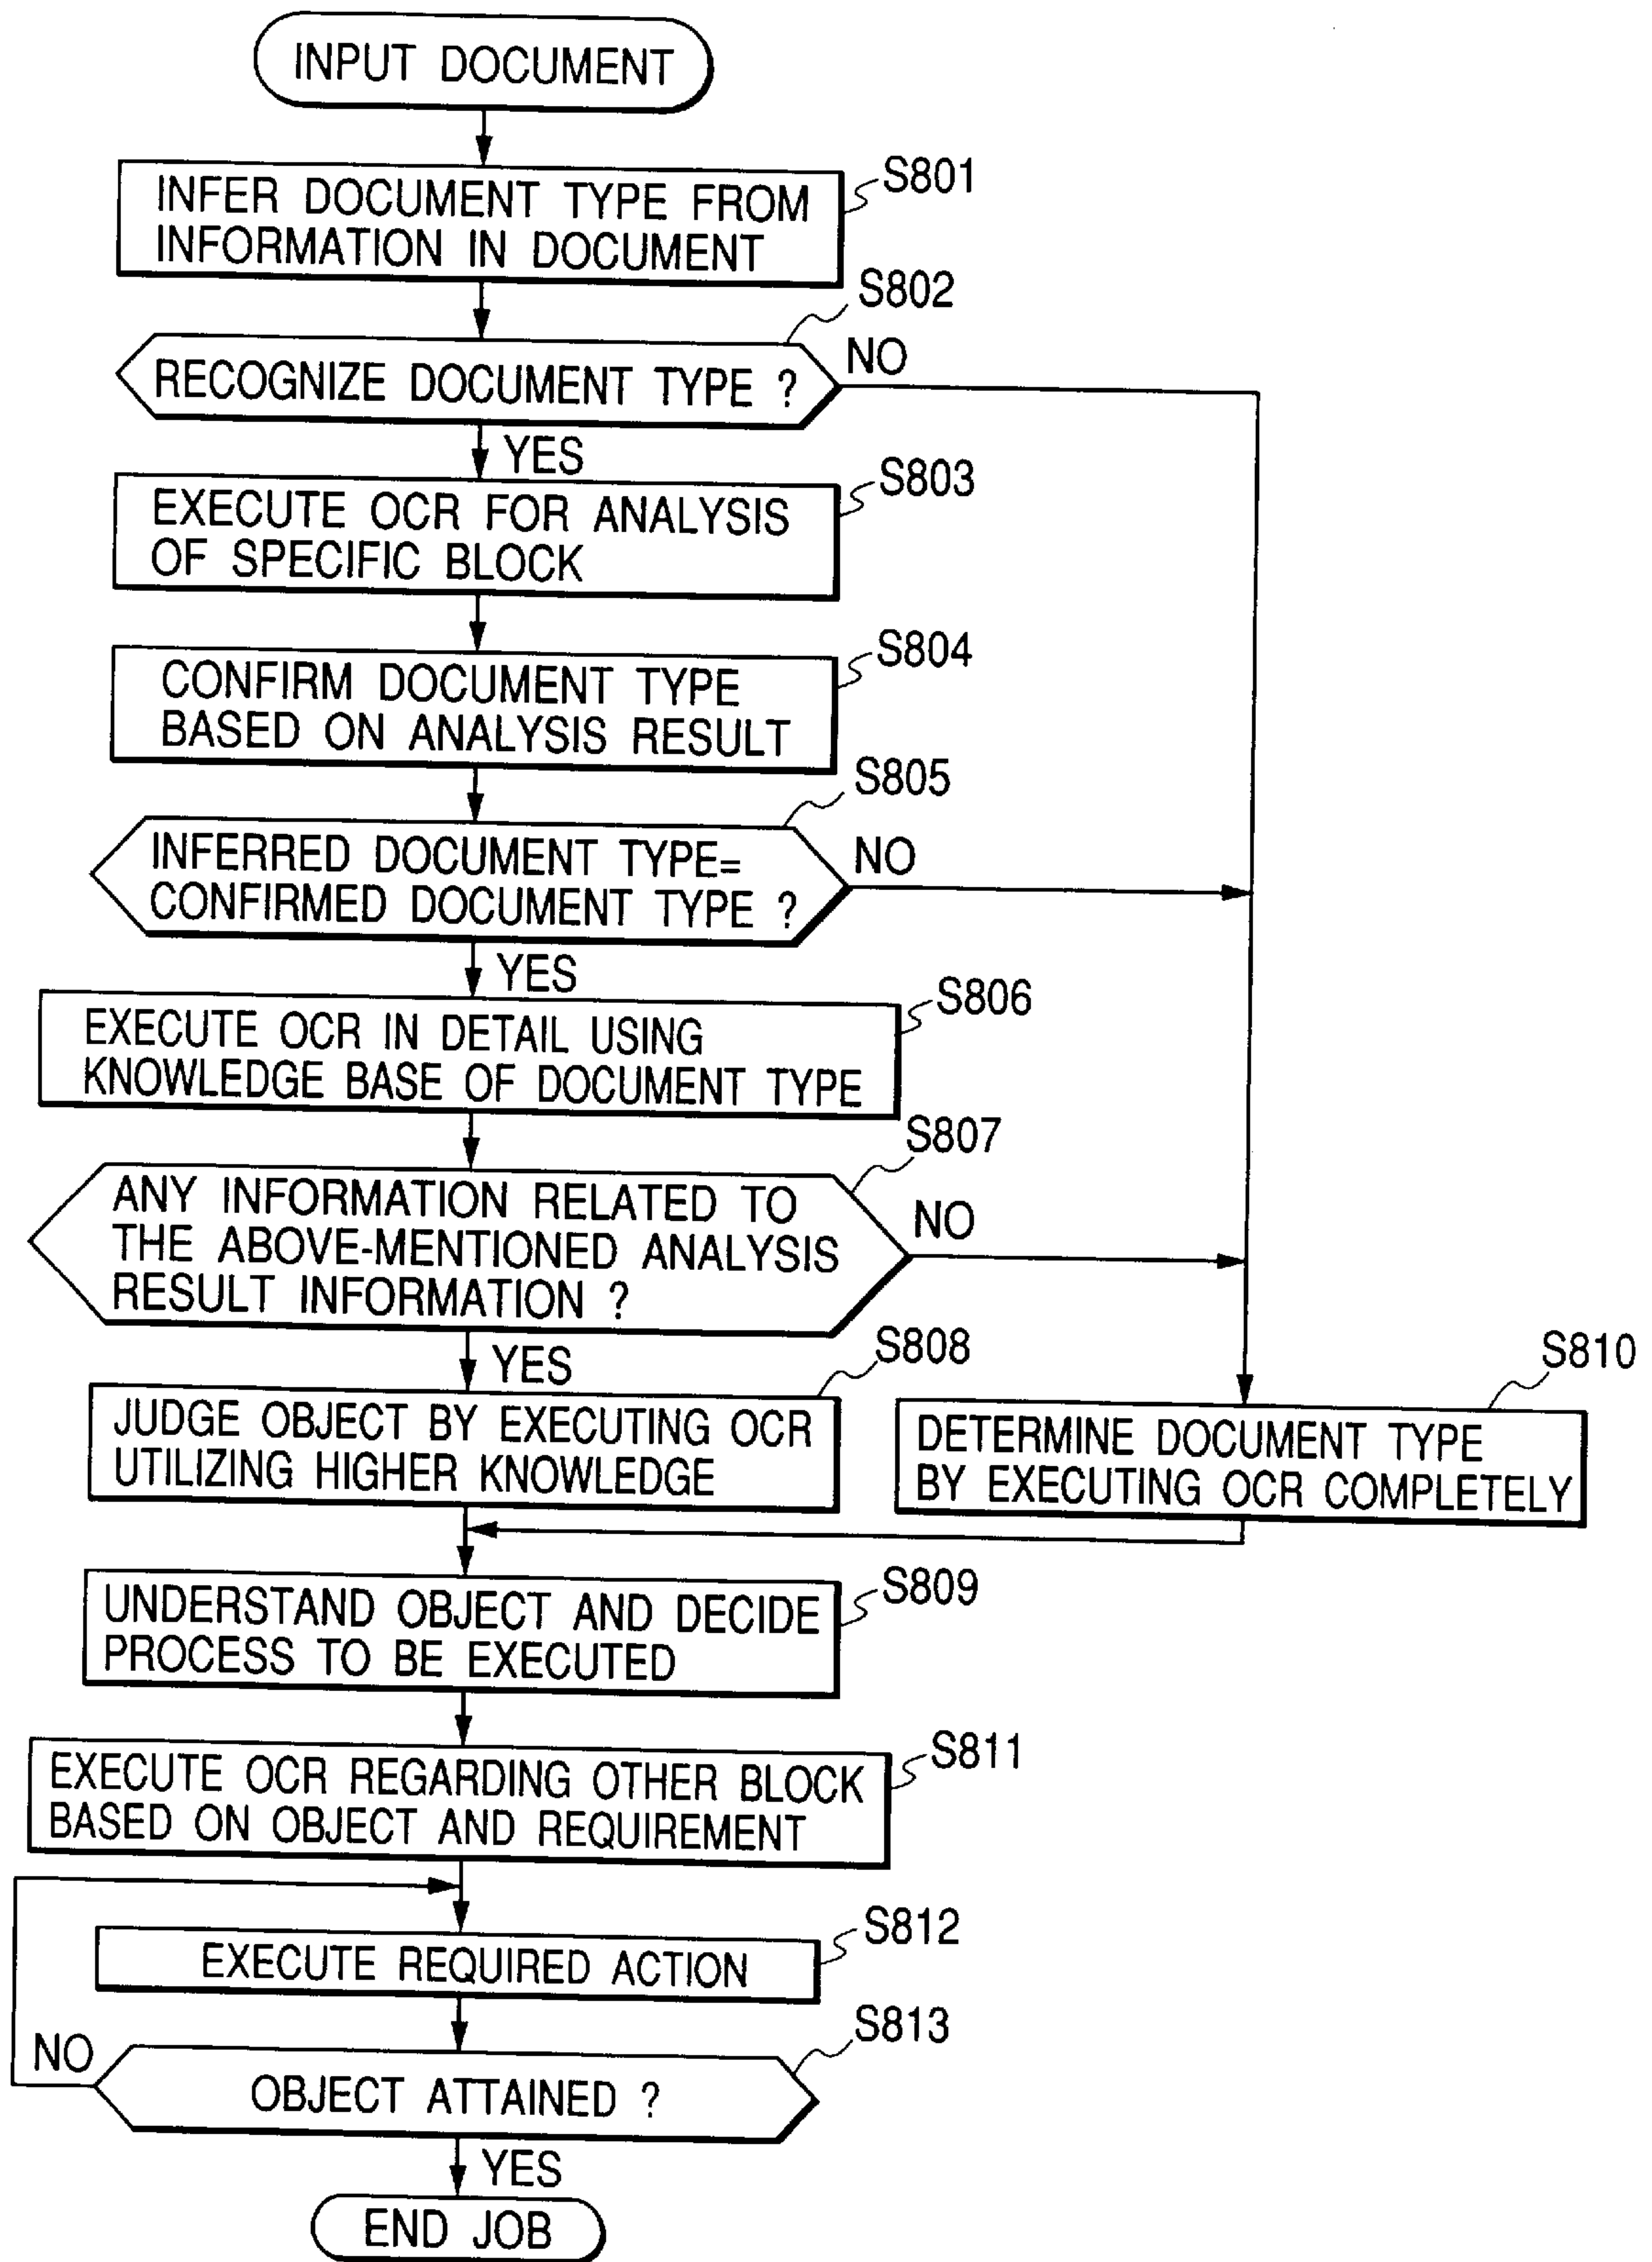 INPUT DOCUMENT
S801
INFER DOCUMENT TYPE FROM
INFORMATION IN DOCUMENT
S802
RECOGNIZE DOCUMENT TYPE ?
NO
YES
S803
EXECUTE OCR FOR ANALYSIS
OF SPECIFIC BLOCK
S804
CONFIRM DOCUMENT TYPE
BASED ON ANALYSIS RESULT
S805
INFERRED DOCUMENT TYPE=
CONFIRMED DOCUMENT TYPE ?
NO
YES
S806
EXECUTE OCR IN DETAIL USING
KNOWLEDGE BASE OF DOCUMENT TYPE
S807
ANY INFORMATION RELATED TO
THE ABOVE-MENTIONED ANALYSIS
RESULT INFORMATION ?
NO
YES
S808
JUDGE OBJECT BY EXECUTING OCR
UTILIZING HIGHER KNOWLEDGE
S810
DETERMINE DOCUMENT TYPE
BY EXECUTING OCR COMPLETELY
S809
UNDERSTAND OBJECT AND DECIDE
PROCESS TO BE EXECUTED
S811
EXECUTE OCR REGARDING OTHER BLOCK
BASED ON OBJECT AND REQUIREMENT
S812
EXECUTE REQUIRED ACTION
S813
NO
OBJECT ATTAINED ?
YES
END JOB